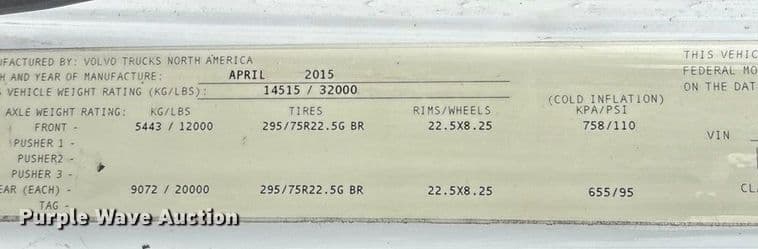 UFACTURED BY: VOLVO TRUCKS NORTH AMERICA
H AND YEAR OF MANUFACTURE: APRIL 2015
VEHICLE WEIGHT RATING (KG/LBS): 14515 / 32000
AXLE WEIGHT RATING: KG/LBS TIRES RIMS/WHEELS (COLD INFLATION) KPA/PSI
FRONT - 5443 / 12000 295/75R22.5G BR 22.5X8.25 758/110
PUSHER 1 -
PUSHER2 -
PUSHER 3 -
EAR (EACH) - 9072 / 20000 295/75R22.5G BR 22.5X8.25 655/95
TAG -
THIS VEHIC
FEDERAL MO
ON THE DAT
VIN
CL
Purple Wave Auction